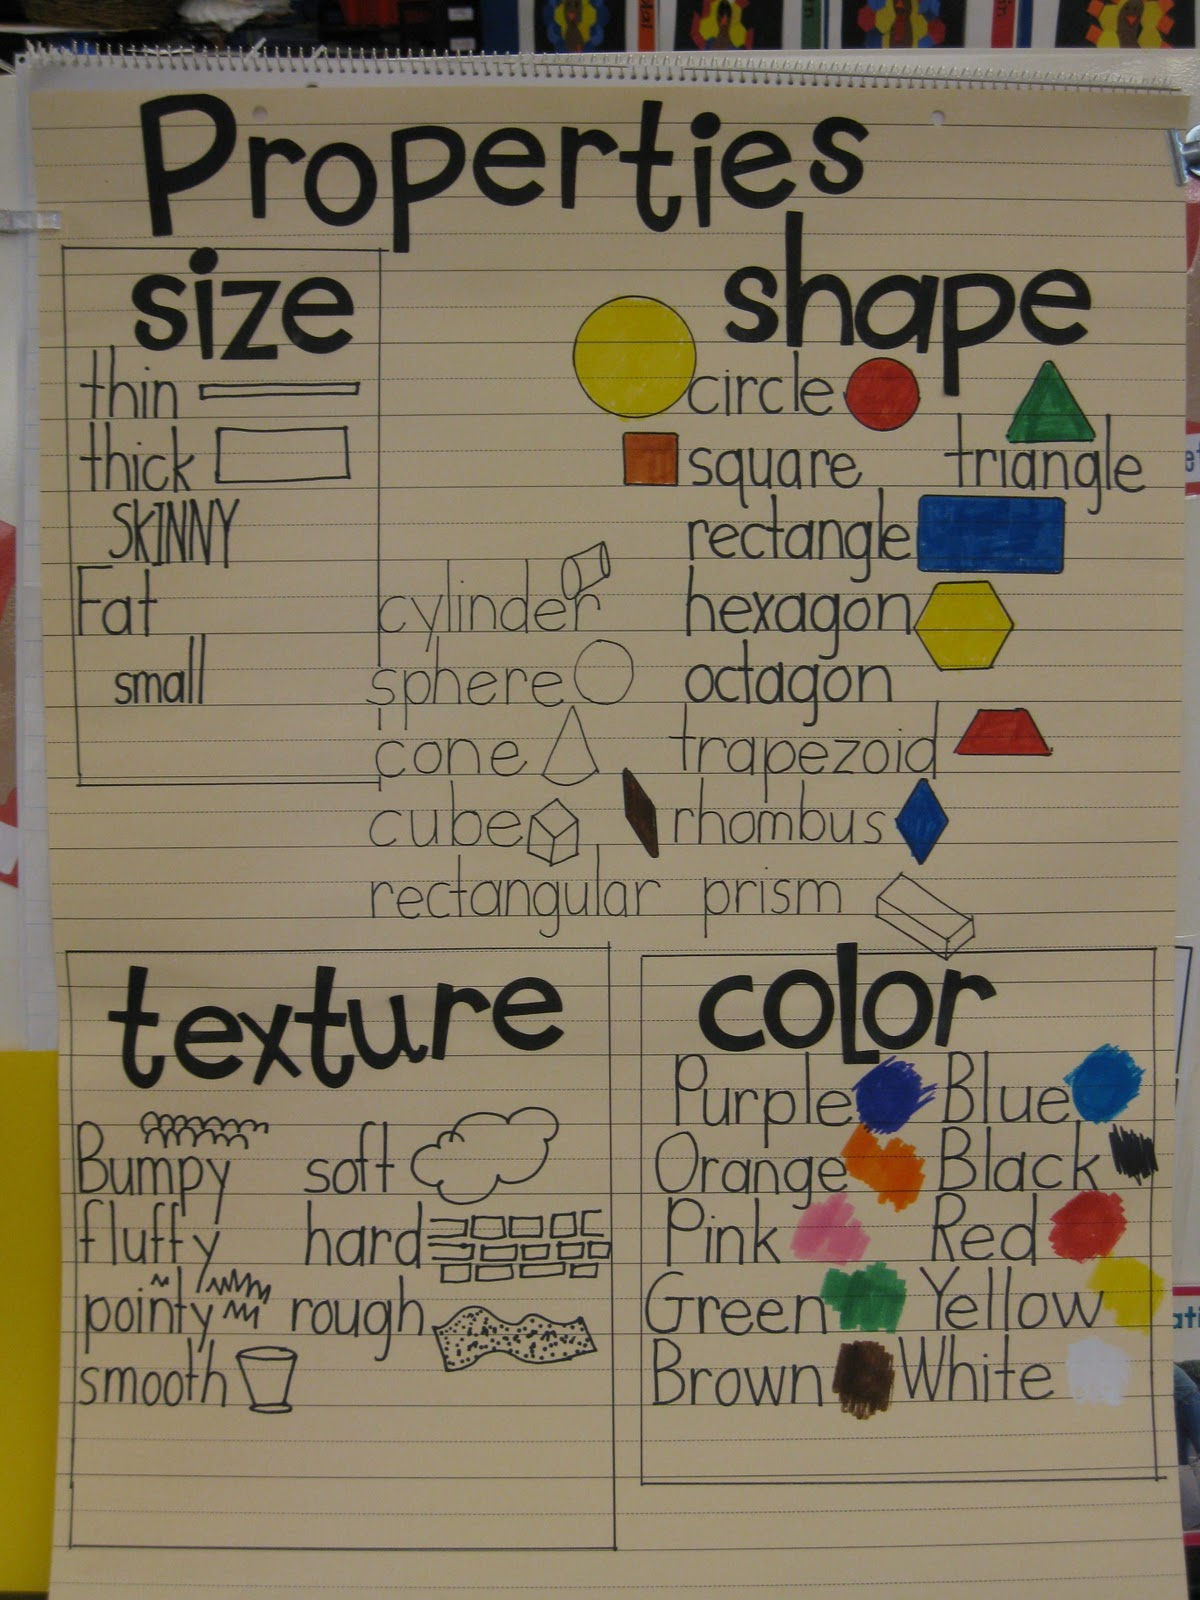 Properties
size
thin
thick
SKINNY
Fat
small
shape
circle
square triangle
rectangle
hexagon
octagon
trapezoid
rhombus
cylinder
sphere
cone
cube
rectangular prism
texture
Bumpy soft
fluffy hard
pointy rough
smooth
color
Purple Blue
Orange Black
Pink Red
Green Yellow
Brown White